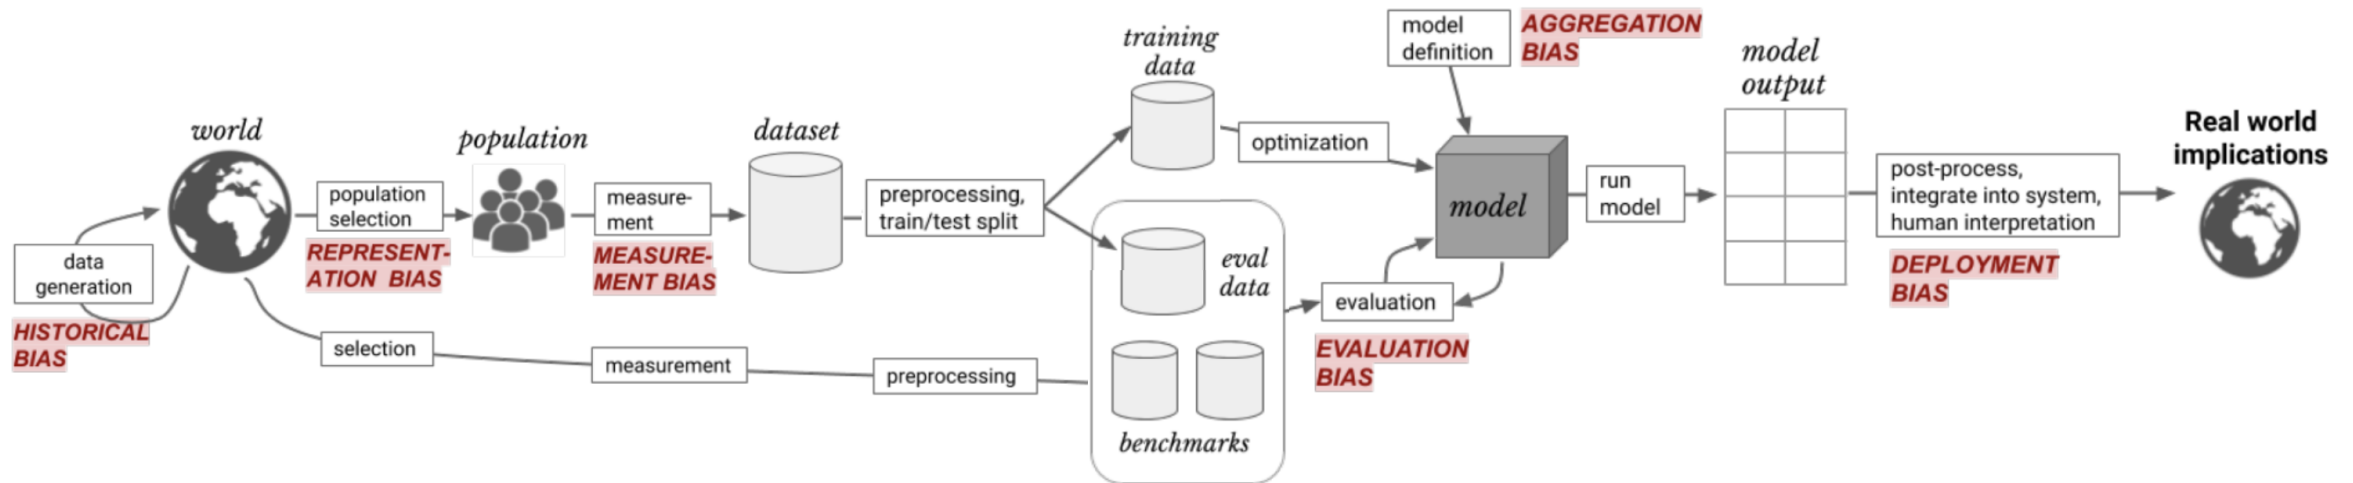 world
data
generation
HISTORICAL
BIAS
population
selection
REPRESENT-
ATION BIAS
population
measure-
ment
MEASURE-
MENT BIAS
dataset
preprocessing,
train/test split
selection
measurement
preprocessing
training
data
optimization
eval
data
benchmarks
model
definition
AGGREGATION
BIAS
model
evaluation
EVALUATION
BIAS
run
model
model
output
post-process,
integrate into system,
human interpretation
DEPLOYMENT
BIAS
Real world
implications